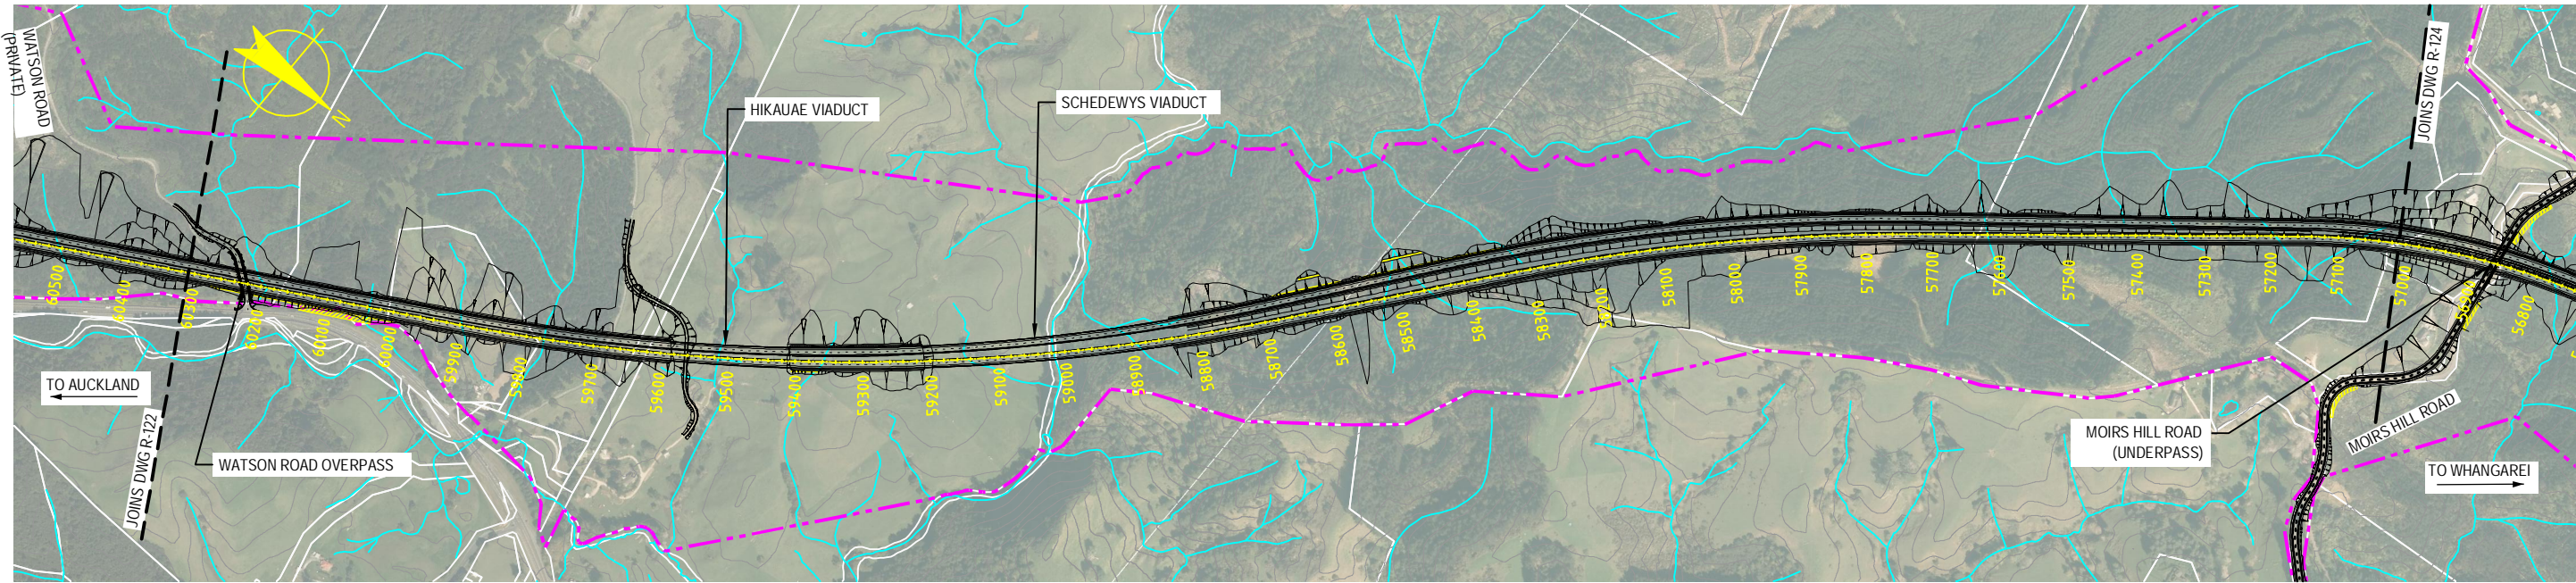 WATSON ROAD
(PRIVATE)
N
HIKAUAE VIADUCT
SCHEDEWYS VIADUCT
JOINS DWG R-124
60500
60400
60300
60200
60100
60000
59900
59800
59700
59600
59500
59400
59300
59200
59100
59000
58900
58800
58700
58600
58500
58400
58300
58200
58100
58000
57900
57800
57700
57600
57500
57400
57300
57200
57100
57000
56900
56800
TO AUCKLAND
JOINS DWG R-122
WATSON ROAD OVERPASS
MOIRS HILL ROAD
(UNDERPASS)
MOIRS HILL ROAD
TO WHANGAREI